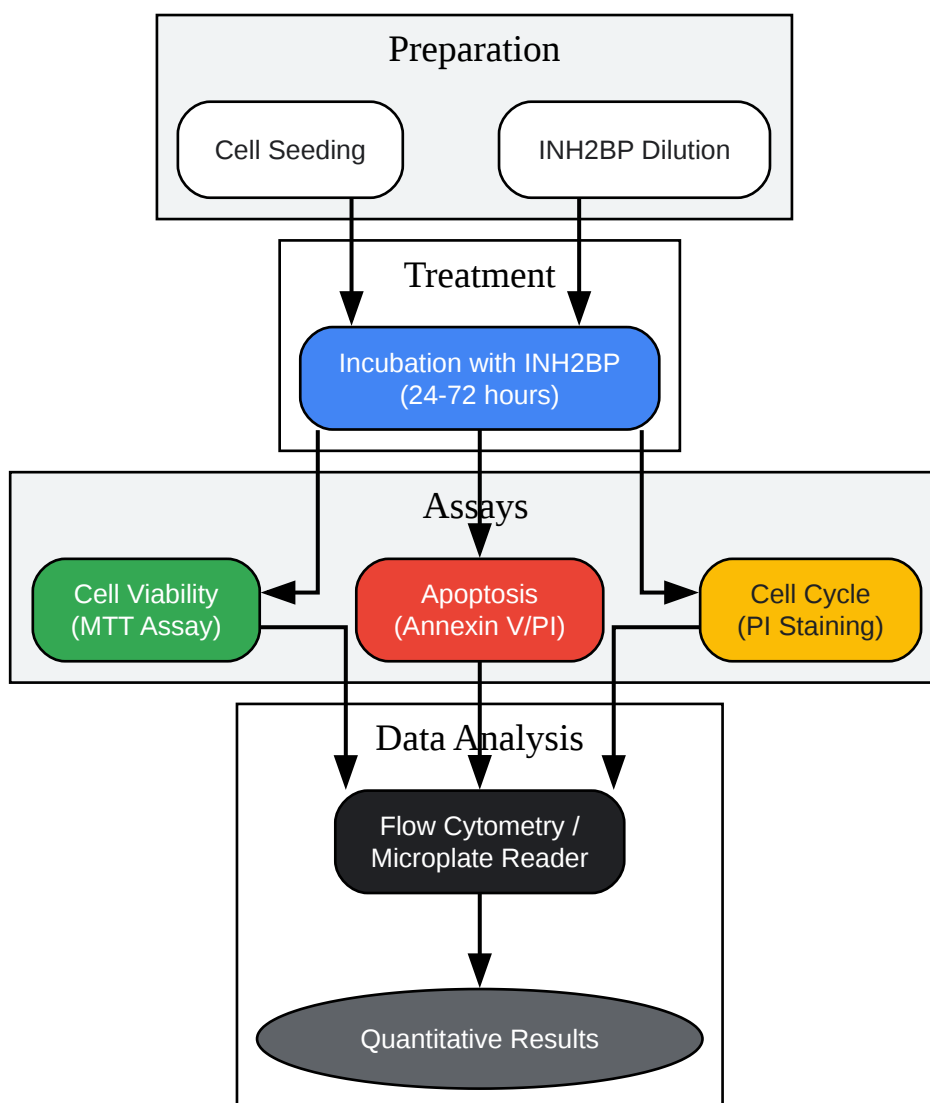 Preparation
Cell Seeding
INH2BP Dilution
Treatment
Incubation with INH2BP
(24-72 hours)
Assays
Cell Viability
(MTT Assay)
Apoptosis
(Annexin V/PI)
Cell Cycle
(PI Staining)
Data Analysis
Flow Cytometry /
Microplate Reader
Quantitative Results